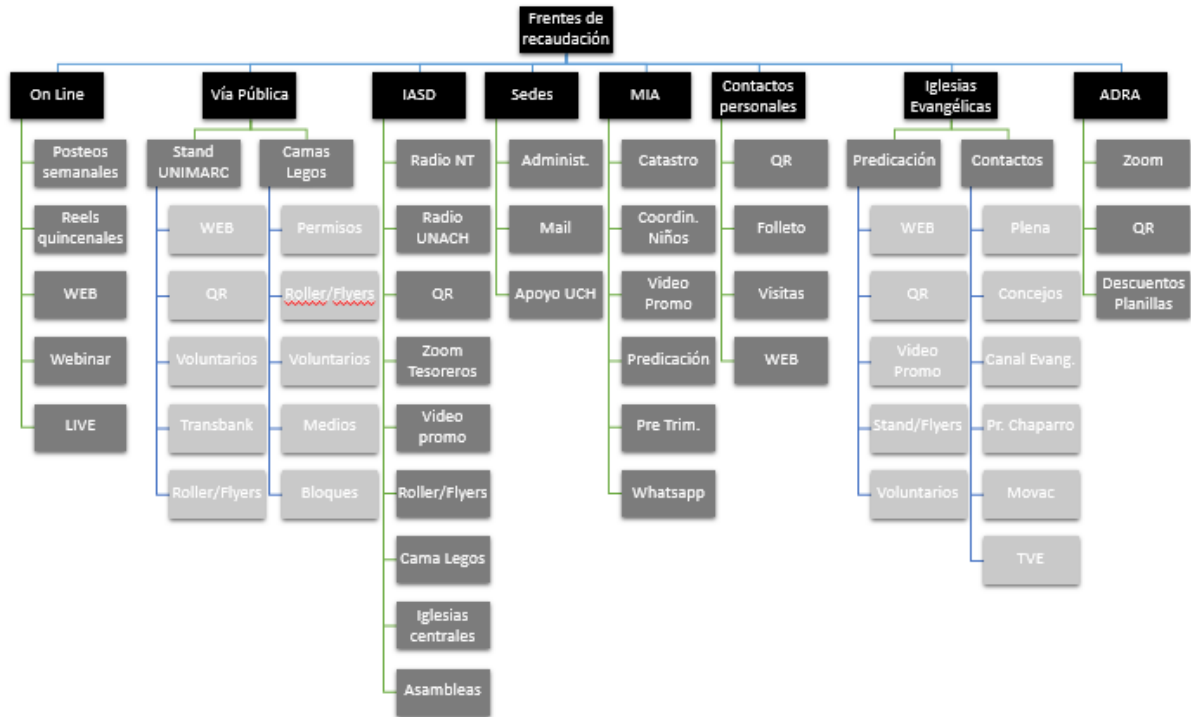 Frentes de
recaudación
On Line
Vía Pública
IASD
Sedes
MIA
Contactos
personales
Iglesias
Evangélicas
ADRA
Posteos
semanales
Reels
quincenales
WEB
Webinar
LIVE
Stand
UNIMARC
WEB
QR
Voluntarios
Transbank
Roller/Flyers
Camas
Legos
Permisos
Roller/Flyers
Voluntarios
Medios
Bloques
Radio NT
Radio
UNACH
QR
Zoom
Tesoreros
Video
promo
Roller/Flyers
Cama Legos
Iglesias
centrales
Asambleas
Administ.
Mail
Apoyo UCH
Catastro
Coordin.
Niños
Video
Promo
Predicación
Pre Trim.
Whatsapp
QR
Folleto
Visitas
WEB
Predicación
WEB
QR
Video
Promo
Stand/Flyers
Voluntarios
Contactos
Plena
Concejos
Canal Evang.
Pr. Chaparro
Movac
TVE
Zoom
QR
Descuentos
Planillas